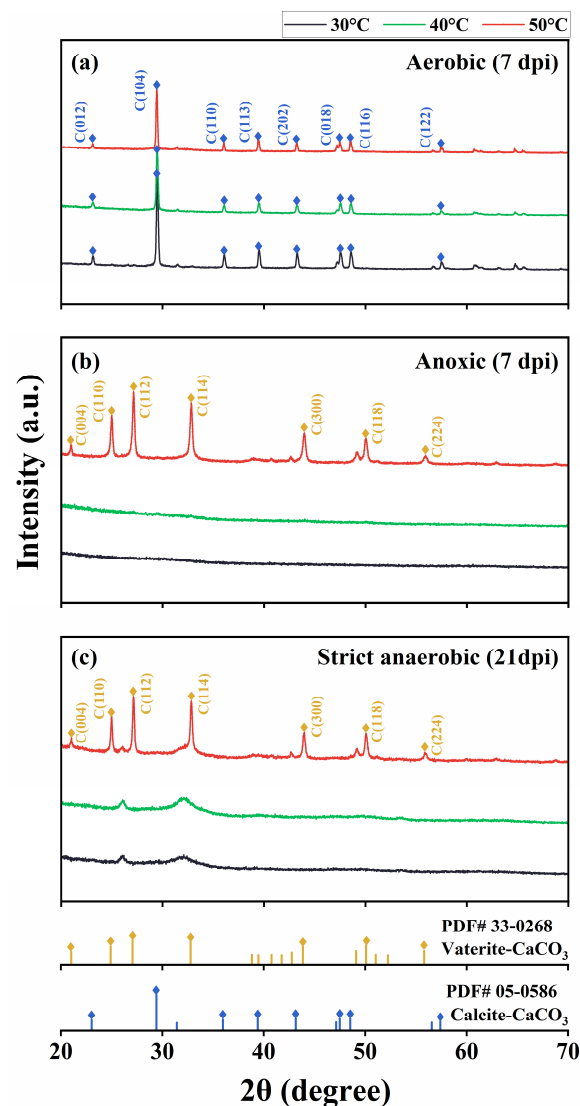 30°C 40°C 50°C
(a) Aerobic (7 dpi)
C(012) C(104) C(110) C(113) C(202) C(018) C(116) C(122)
(b) Anoxic (7 dpi)
C(004) C(110) C(112) C(114) C(300) C(118) C(224)
Intensity (a.u.)
(c) Strict anaerobic (21dpi)
C(004) C(110) C(112) C(114) C(300) C(118) C(224)
PDF# 33-0268
Vaterite-CaCO₃
PDF# 05-0586
Calcite-CaCO₃
20 30 40 50 60 70
2θ (degree)